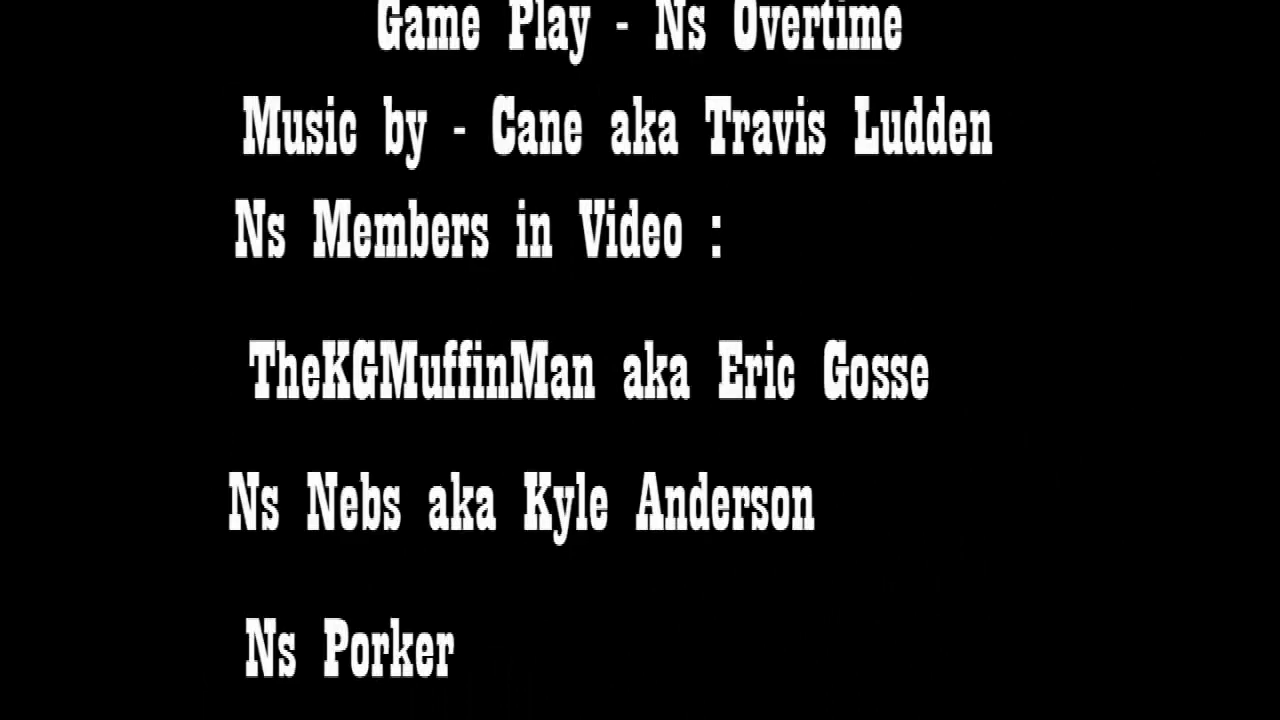 Game Play - Ns Overtime
Music by - Cane aka Travis Ludden
Ns Members in Video :
TheKGMuffinMan aka Eric Gosse
Ns Nebs aka Kyle Anderson
Ns Porker